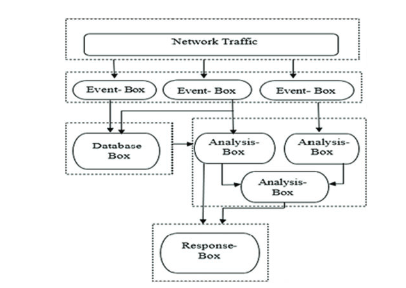 Network Traffic
Event- Box
Event- Box
Event- Box
Database
Box
Analysis-
Box
Analysis-
Box
Analysis-
Box
Response-
Box